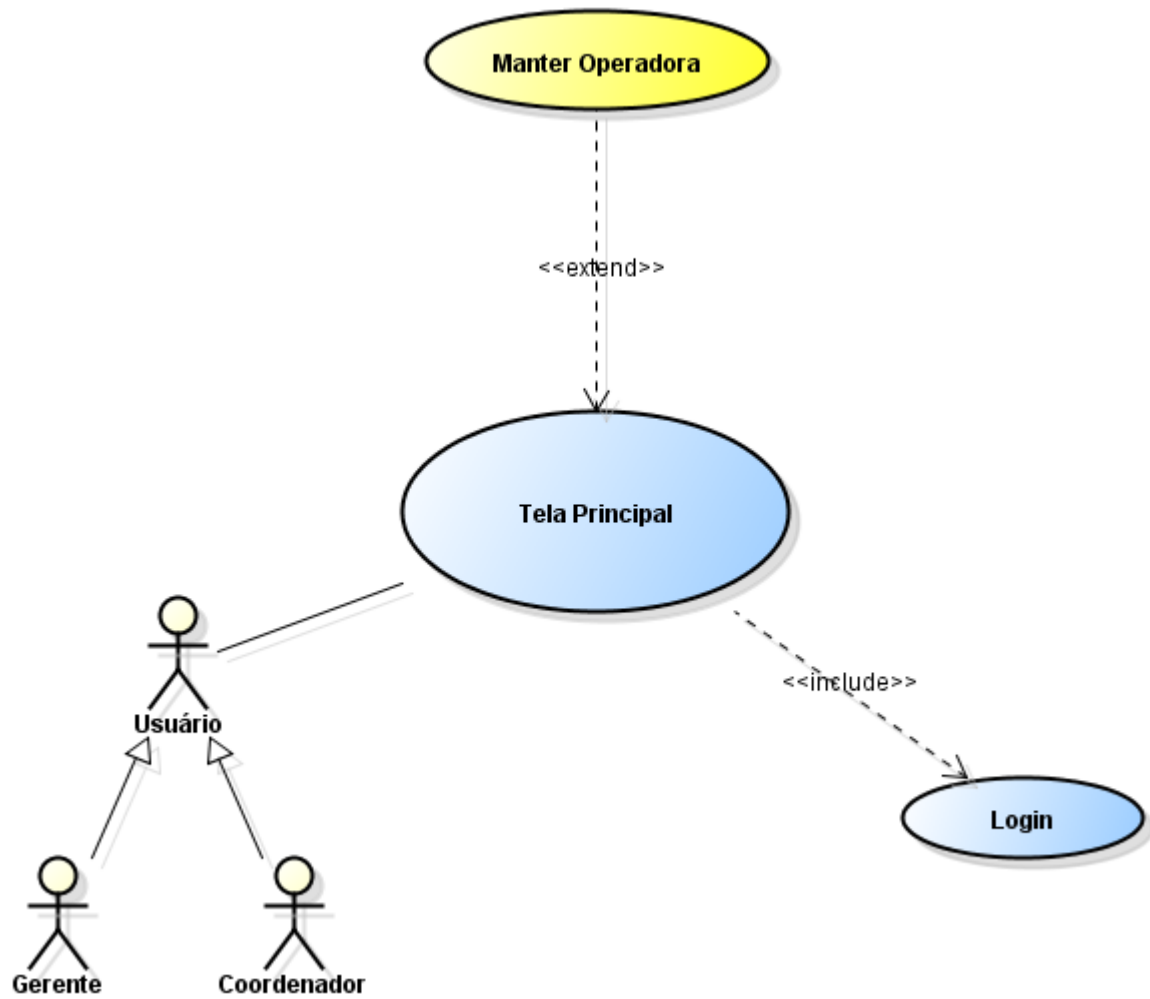 Manter Operadora
<<extend>>
Tela Principal
<<include>>
Usuário
Login
Gerente
Coordenador